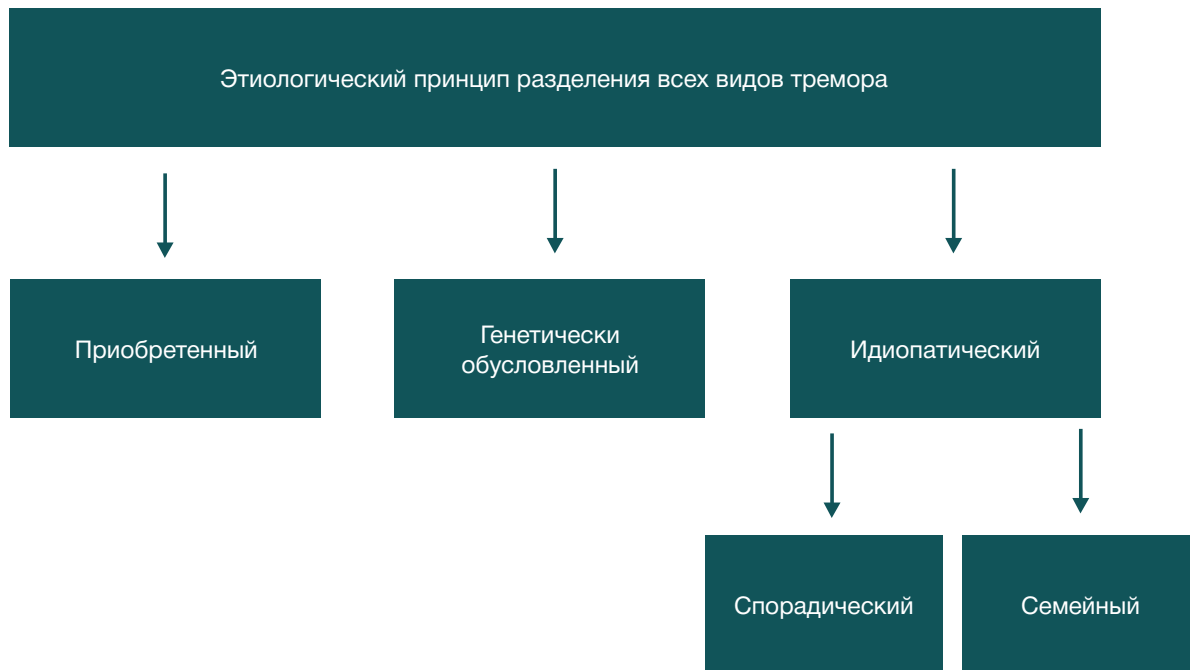 Этиологический принцип разделения всех видов тремора
Приобретенный
Генетически
обусловленный
Идиопатический
Спорадический
Семейный